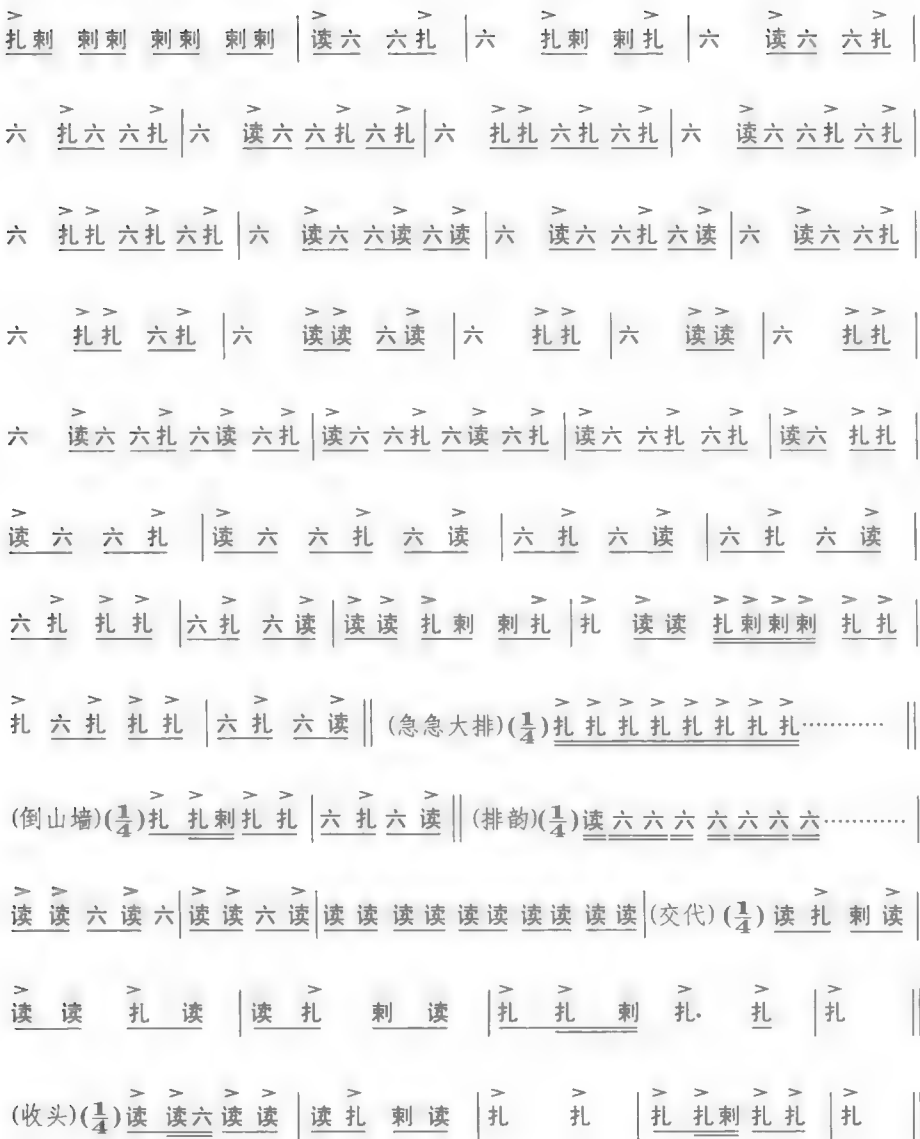 扎剌 剌剌 剌剌 剌剌 | 读六 六扎 | 六 扎剌 剌扎 | 六 读六 六扎 |
六 扎六 六扎 | 六 读六 六扎 六扎 | 六 扎扎 六扎 六扎 | 六 读六 六扎 六扎 |
六 扎扎 六扎 六扎 | 六 读六 六读 六读 | 六 读六 六扎 六读 | 六 读六 六扎 |
六 扎扎 六扎 | 六 读读 六读 | 六 扎扎 | 六 读读 | 六 扎扎 |
六 读六 六扎 六读 六扎 | 读六 六扎 六读 六扎 | 读六 六扎 六扎 | 读六 扎扎 |
读六 六扎 | 读六 六扎 六读 | 六扎 六读 | 六扎 六读 |
六扎 扎扎 | 六扎 六读 | 读读 扎剌 剌扎 | 扎 读读 扎剌剌剌 扎扎 |
扎 六扎 扎扎 | 六扎 六读 ‖ (急急大排)(1/4) 扎扎扎扎扎扎扎扎………… ‖
(倒山墙)(1/4) 扎 扎剌 扎扎 | 六扎 六读 ‖ (排韵)(1/4) 读六六六 六六六六………… |
读读 六读六 | 读读 六读 | 读读 读读 读读 读读 读读 | (交代)(1/4) 读扎 剌读 |
读读 扎读 | 读扎 剌读 | 扎 扎剌 扎. 扎 | 扎 ‖
(收头)(1/4) 读 读六 读读 | 读扎 剌读 | 扎 扎 | 扎 扎剌 扎扎 | 扎 ‖